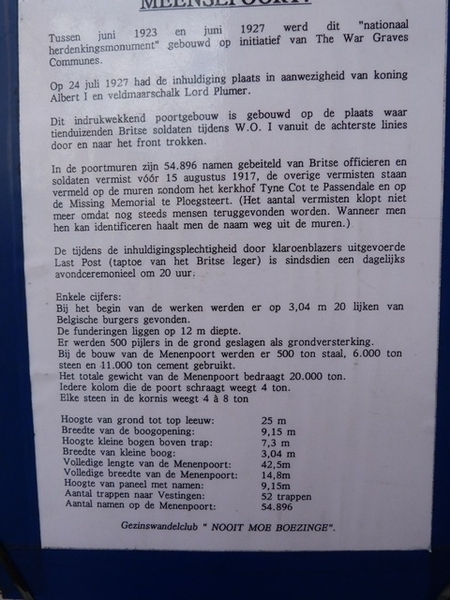 MEENSEPOORT:
Tussen juni 1923 en juni 1927 werd dit "nationaal
herdenkingsmonument" gebouwd op initiatief van The War Graves
Communes.
Op 24 juli 1927 had de inhuldiging plaats in aanwezigheid van koning
Albert I en veldmaarschalk Lord Plumer.
Dit indrukwekkend poortgebouw is gebouwd op de plaats waar
tienduizenden Britse soldaten tijdens W.O. I vanuit de achterste linies
door en naar het front trokken.
In de poortmuren zijn 54.896 namen gebeiteld van Britse officieren en
soldaten vermist vóór 15 augustus 1917, de overige vermisten staan
vermeld op de muren rondom het kerkhof Tyne Cot te Passendale en op
de Missing Memorial te Ploegsteert. (Het aantal vermisten klopt niet
meer omdat nog steeds mensen teruggevonden worden. Wanneer men
hen kan identificeren haalt men de naam weg uit de muren.)
De tijdens de inhuldigingsplechtigheid door klaroenblazers uitgevoerde
Last Post (taptoe van het Britse leger) is sindsdien een dagelijks
avondceremonieel om 20 uur.
Enkele cijfers:
Bij het begin van de werken werden er op 3,04 m 20 lijken van
Belgische burgers gevonden.
De funderingen liggen op 12 m diepte.
Er werden 500 pijlers in de grond geslagen als grondversterking.
Bij de bouw van de Menenpoort werden er 500 ton staal, 6.000 ton
steen en 11.000 ton cement gebruikt.
Het totale gewicht van de Menenpoort bedraagt 20.000 ton.
Iedere kolom die de poort schraagt weegt 4 ton.
Elke steen in de kornis weegt 4 à 8 ton
Hoogte van grond tot top leeuw: 25 m
Breedte van de boogopening: 9,15 m
Hoogte kleine bogen boven trap: 7,3 m
Breedte van kleine boog: 3,04 m
Volledige lengte van de Menenpoort: 42,5m
Volledige breedte van de Menenpoort: 14,8m
Hoogte van paneel met namen: 9,15m
Aantal trappen naar Vestingen: 52 trappen
Aantal namen op de Menenpoort: 54.896
Gezinswandelclub " NOOIT MOE BOEZINGE".